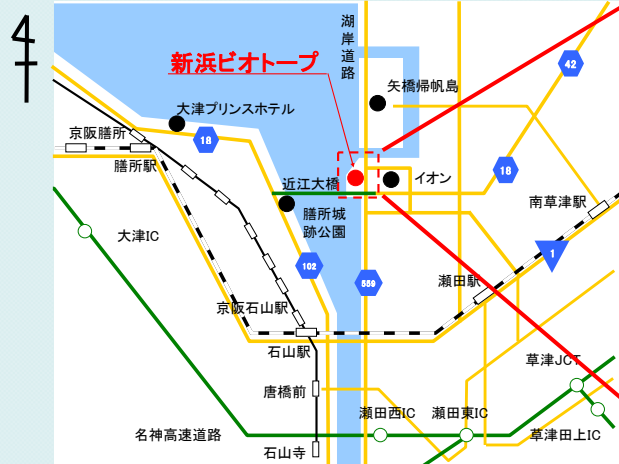 湖岸道路
新浜ビオトープ
42
矢橋帰帆島
大津プリンスホテル
京阪膳所
18
膳所駅
近江大橋
イオン
18
南草津駅
膳所城
跡公園
大津IC
1
102
559
瀬田駅
京阪石山駅
石山駅
草津JCT
唐橋前
瀬田西IC
瀬田東IC
名神高速道路
草津田上IC
石山寺